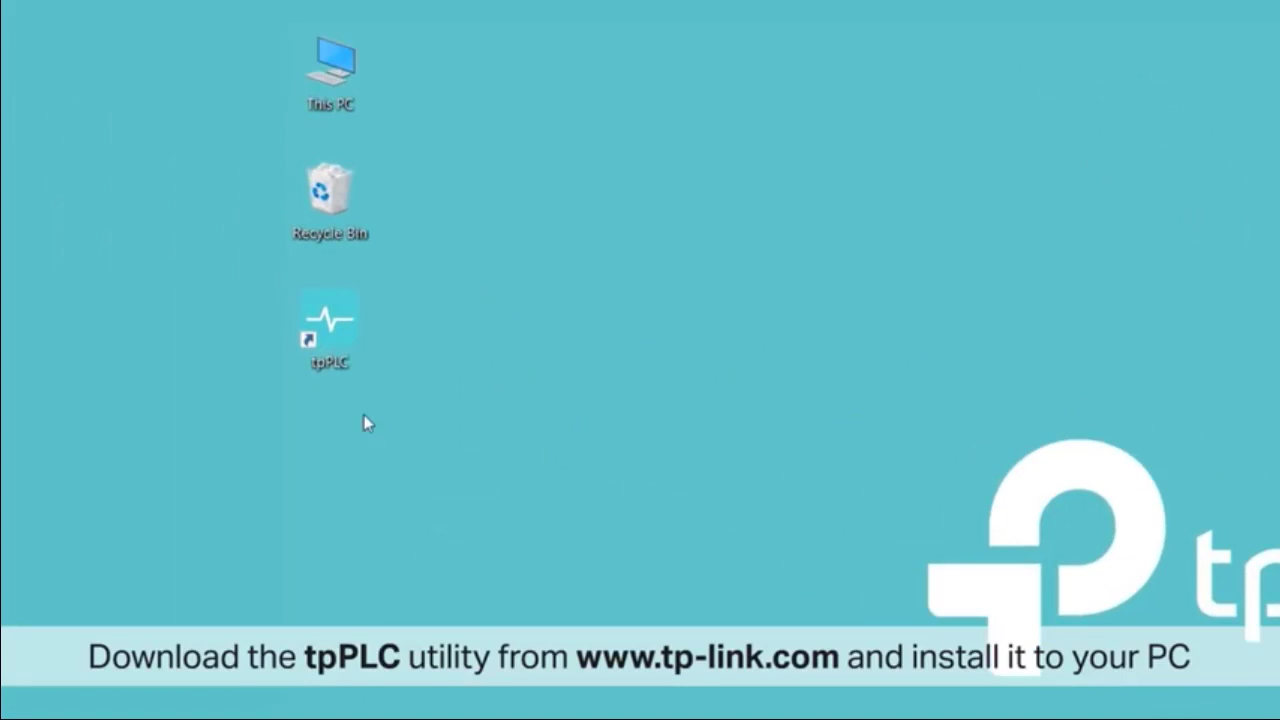 This PC
Recycle Bin
tpPLC
tp
Download the tpPLC utility from www.tp-link.com and install it to your PC